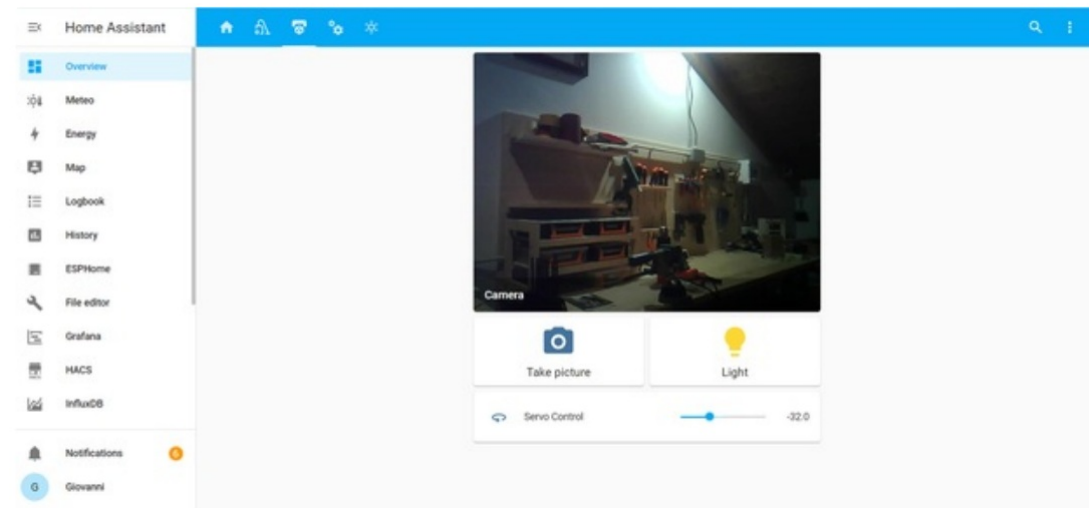 Home Assistant
Overview
Meteo
Energy
Map
Logbook
History
ESPHome
File editor
Grafana
HACS
InfluxDB
Notifications
6
G
Giovanni
Camera
Take picture
Light
Servo Control
-32.0